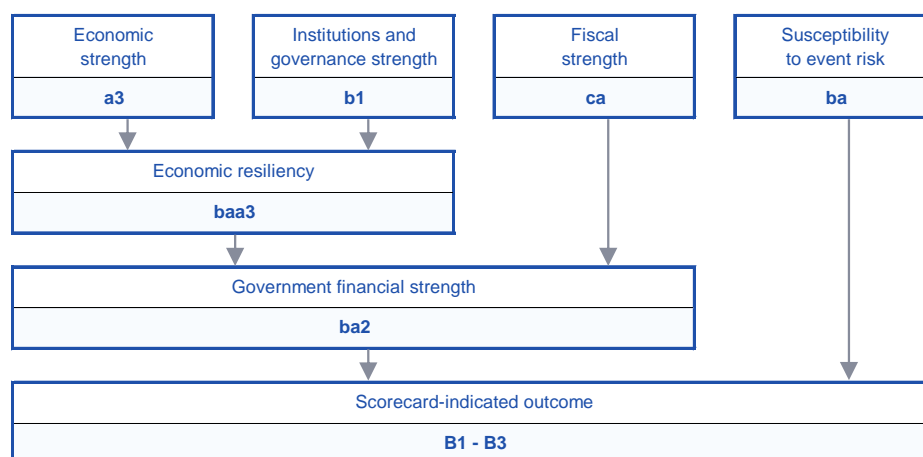 Economic
strength
a3
Institutions and
governance strength
b1
Fiscal
strength
ca
Susceptibility
to event risk
ba
Economic resiliency
baa3
Government financial strength
ba2
Scorecard-indicated outcome
B1 - B3